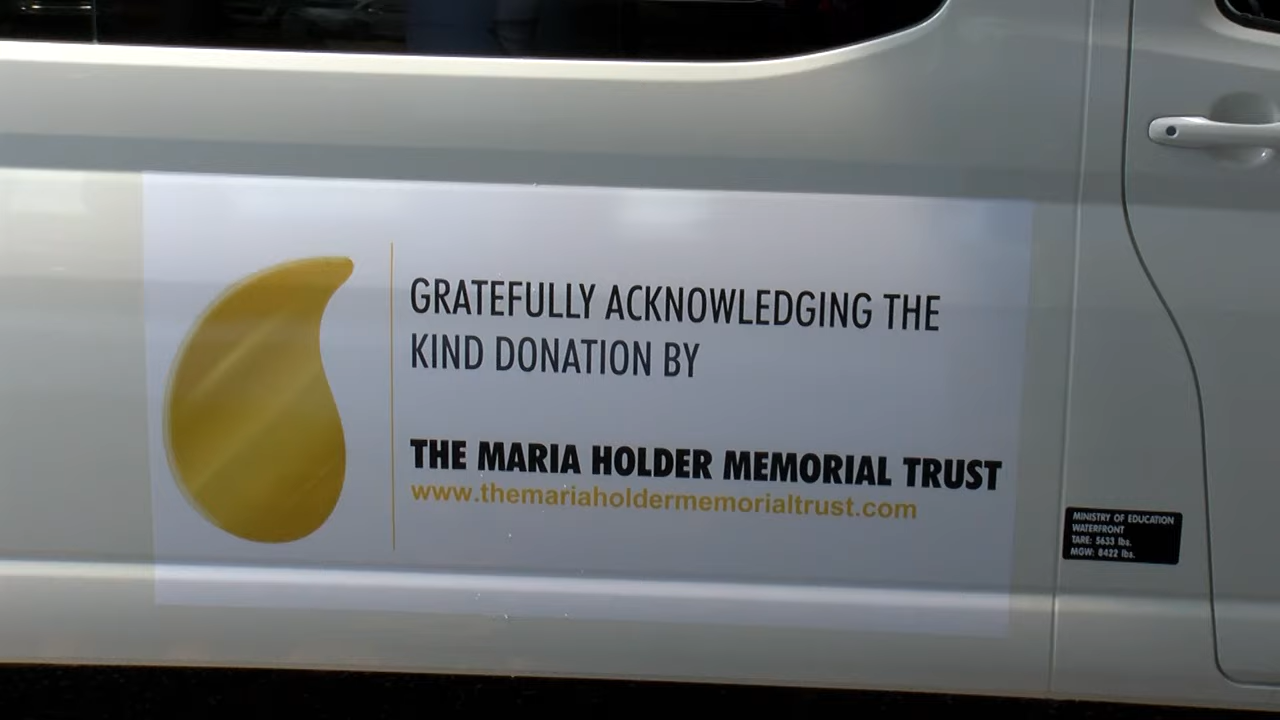 GRATEFULLY ACKNOWLEDGING THE
KIND DONATION BY
THE MARIA HOLDER MEMORIAL TRUST
www.themariaholdermemorialtrust.com
MINISTRY OF EDUCATION
WATERFRONT
TARE: 5633 lbs.
MGW: 8422 lbs.